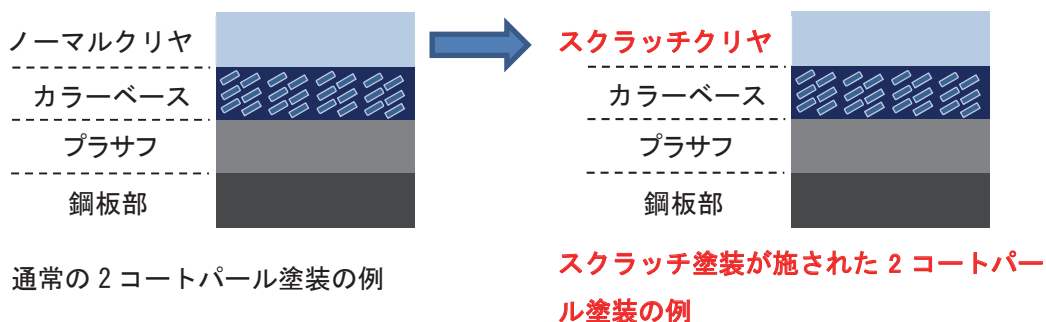 ノーマルクリヤ
カラーベース
プラサフ
鋼板部
通常の2コートパール塗装の例
スクラッチクリヤ
カラーベース
プラサフ
鋼板部
スクラッチ塗装が施された2コートパー
ル塗装の例